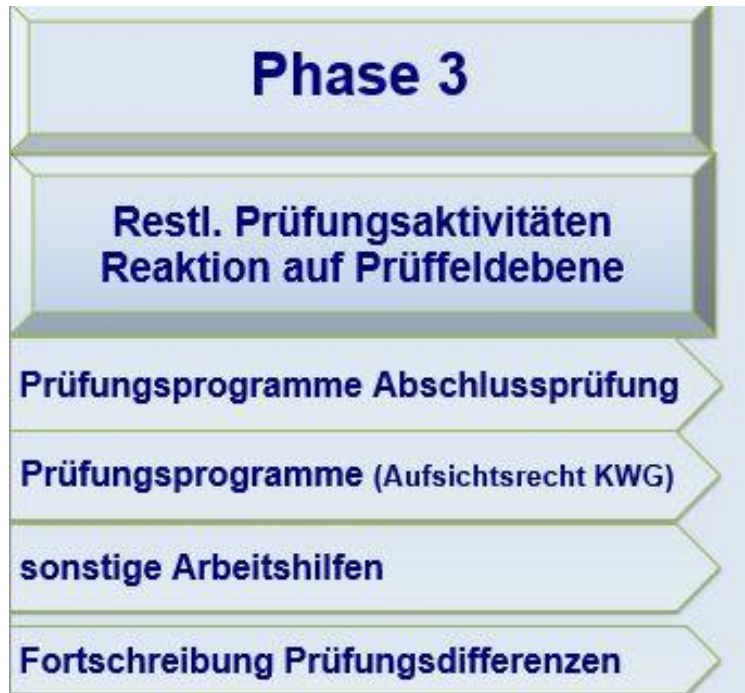 Phase 3
Restl. Prüfungsaktivitäten
Reaktion auf Prüffeldebene
Prüfungsprogramme Abschlussprüfung
Prüfungsprogramme (Aufsichtsrecht KWG)
sonstige Arbeitshilfen
Fortschreibung Prüfungsdifferenzen